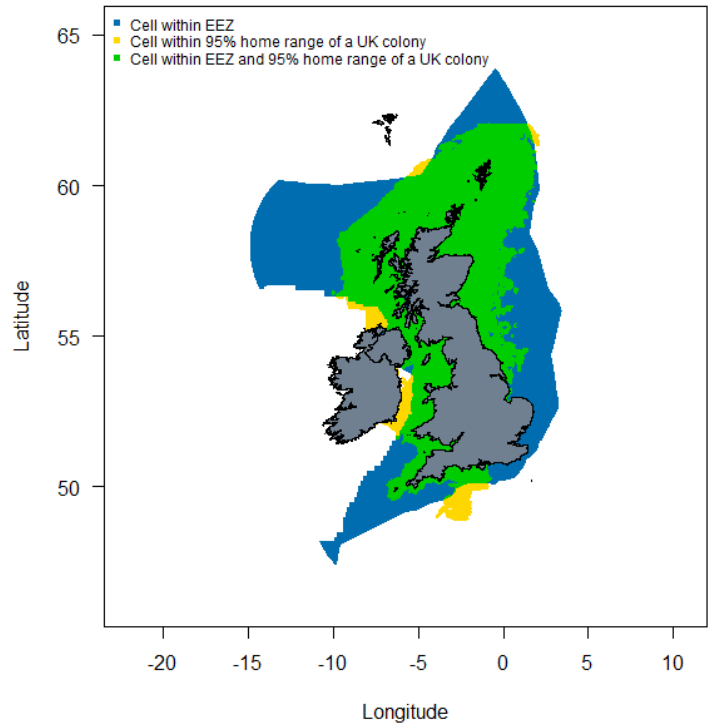 Cell within EEZ
Cell within 95% home range of a UK colony
Cell within EEZ and 95% home range of a UK colony
65
60
55
50
Latitude
-20 -15 -10 -5 0 5 10
Longitude